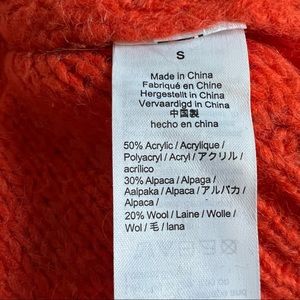 S
Made in China
Fabriqué en Chine
Hergestellt in China
Vervaardigd in China
中国製
hecho en china
50% Acrylic / Acrylique /
Polyacryl / Acryl / アクリル /
acrílico
30% Alpaca / Alpaga /
Aalpaka / Alpaca / アルパカ /
Alpaca /
20% Wool / Laine / Wolle /
Wol / 毛 / lana